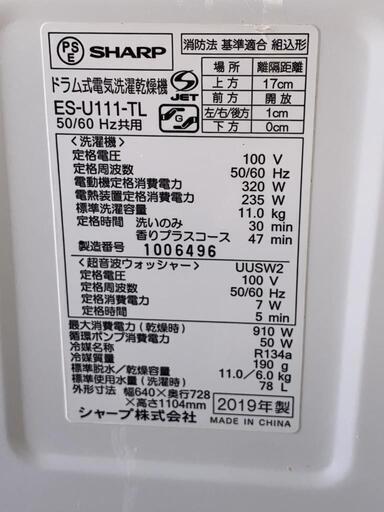 PS
E
SHARP
消防法 基準適合 組込形
ドラム式電気洗濯乾燥機
JET
ES-U111-TL
50/60 Hz共用
G
場所 離隔距離
上方 17cm
前方 開放
左/右/後方 1cm
下方 0cm
<洗濯機>
定格電圧 100 V
定格周波数 50/60 Hz
電動機定格消費電力 320 W
電熱装置定格消費電力 235 W
標準洗濯容量 11.0 kg
定格時間 洗いのみ 30 min
香りプラスコース 47 min
製造番号 1006496
<超音波ウォッシャー> UUSW2
定格電圧 100 V
定格周波数 50/60 Hz
定格消費電力 7 W
定格時間 5 min
最大消費電力(乾燥時) 910 W
循環ポンプ消費電力 50 W
冷媒名称 R134a
冷媒質量 190 g
標準脱水/乾燥容量 11.0/6.0 kg
標準使用水量(洗濯時) 78 L
外形寸法 幅640×奥行728
×高さ1104mm
シャープ株式会社
2019年製
MADE IN CHINA